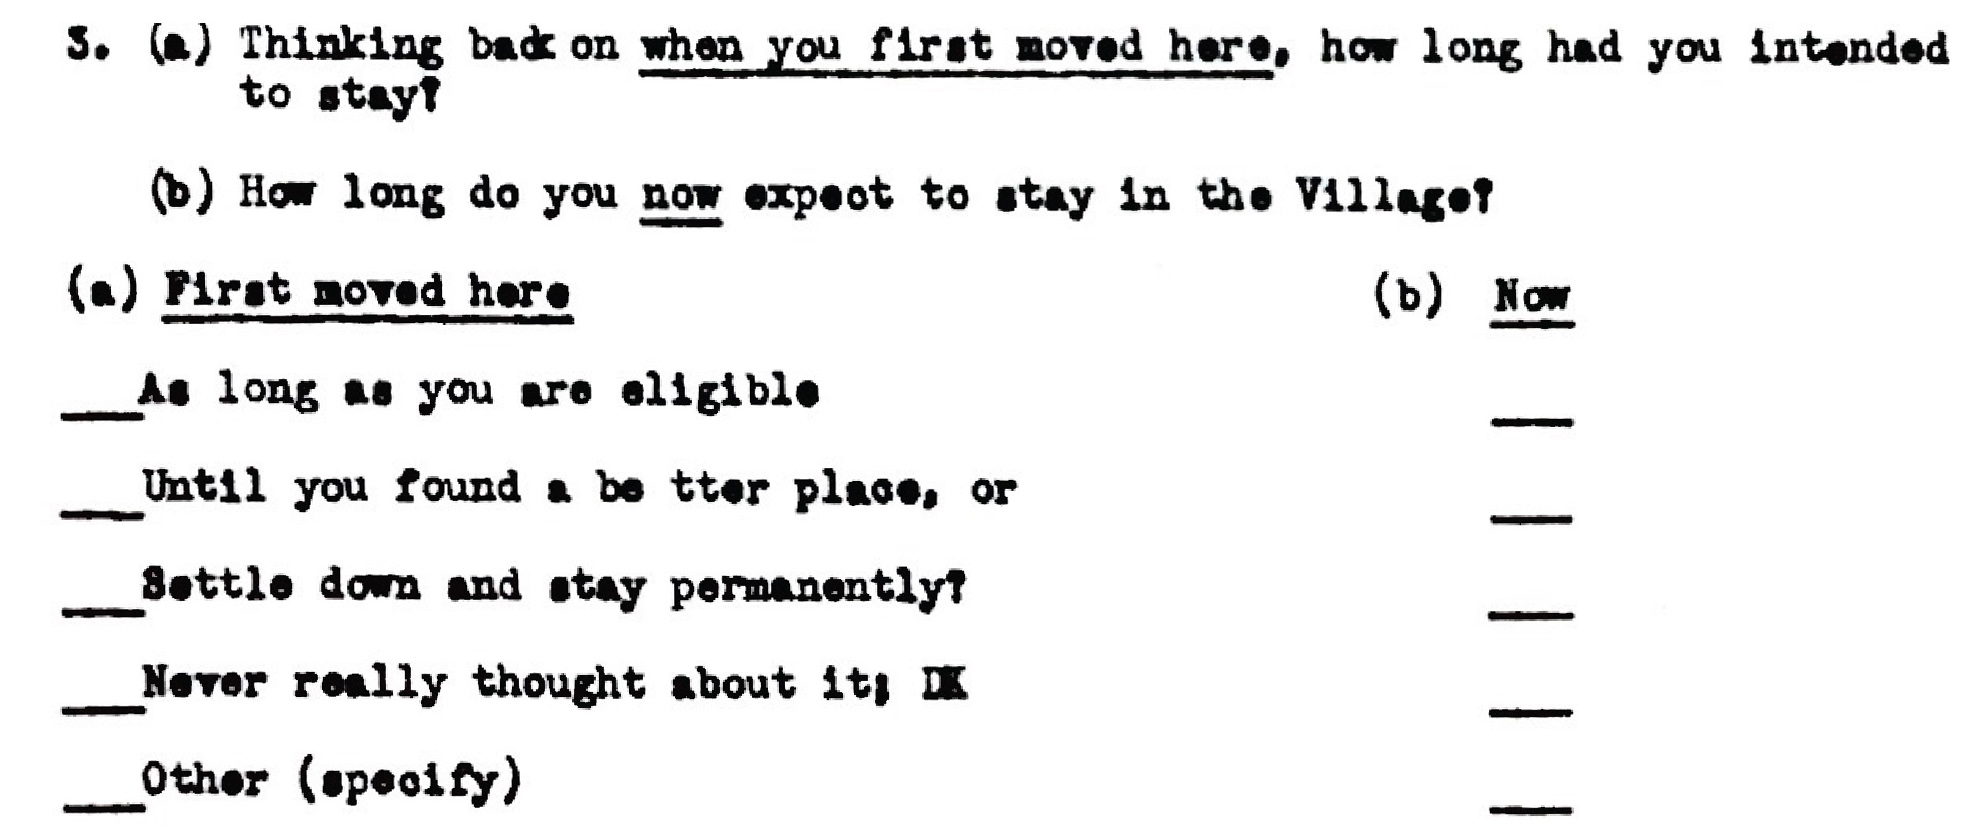 3. (a) Thinking back on when you first moved here, how long had you intended
to stay?
(b) How long do you now expect to stay in the Village?
(a) First moved here (b) Now
___As long as you are eligible ___
___Until you found a be tter place, or ___
___Settle down and stay permanently? ___
___Never really thought about it; DK ___
___Other (specify) ___